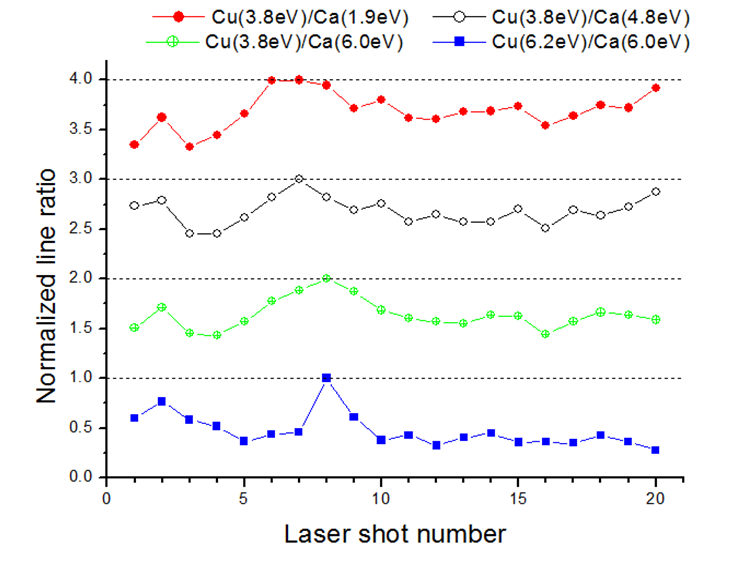 Cu(3.8eV)/Ca(1.9eV) Cu(3.8eV)/Ca(4.8eV)
Cu(3.8eV)/Ca(6.0eV) Cu(6.2eV)/Ca(6.0eV)
4.0
3.5
3.0
2.5
2.0
1.5
1.0
0.5
0.0
Normalized line ratio
0 5 10 15 20
Laser shot number